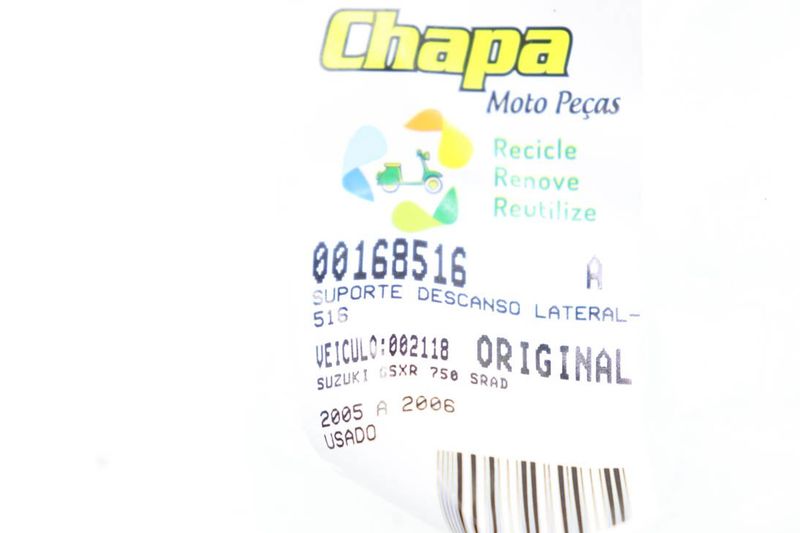 Chapa
Moto Peças
Recicle
Renove
Reutilize
00168516 A
SUPORTE DESCANSO LATERAL-
516
VEICULO:002118 ORIGINAL
SUZUKI GSXR 750 SRAD
2005 A 2006
USADO